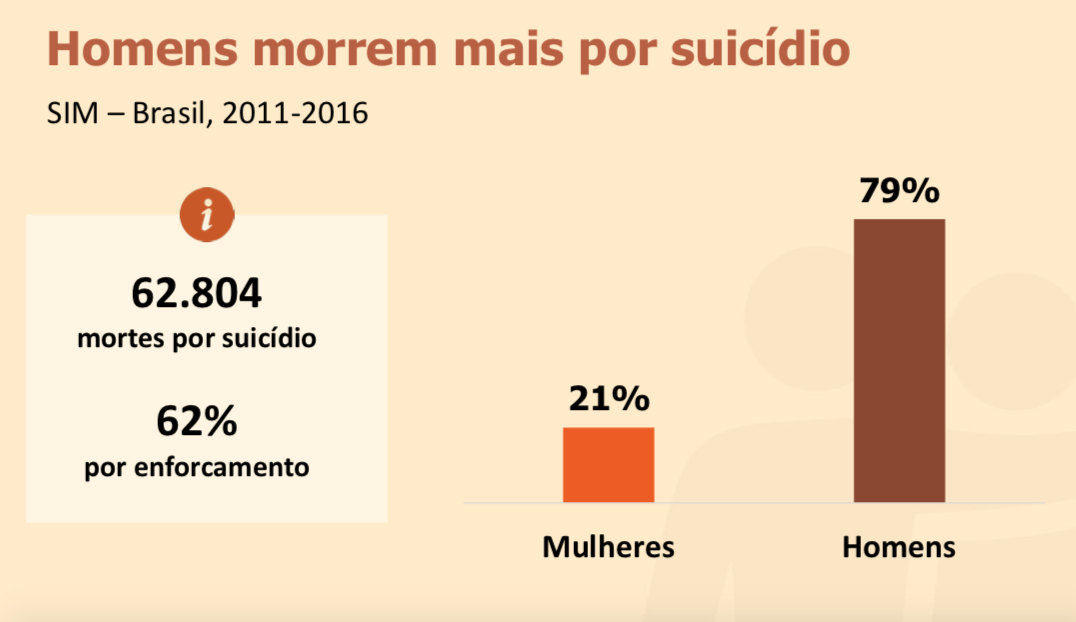 Homens morrem mais por suicídio
SIM – Brasil, 2011-2016
i
62.804
mortes por suicídio
62%
por enforcamento
79%
21%
Mulheres
Homens